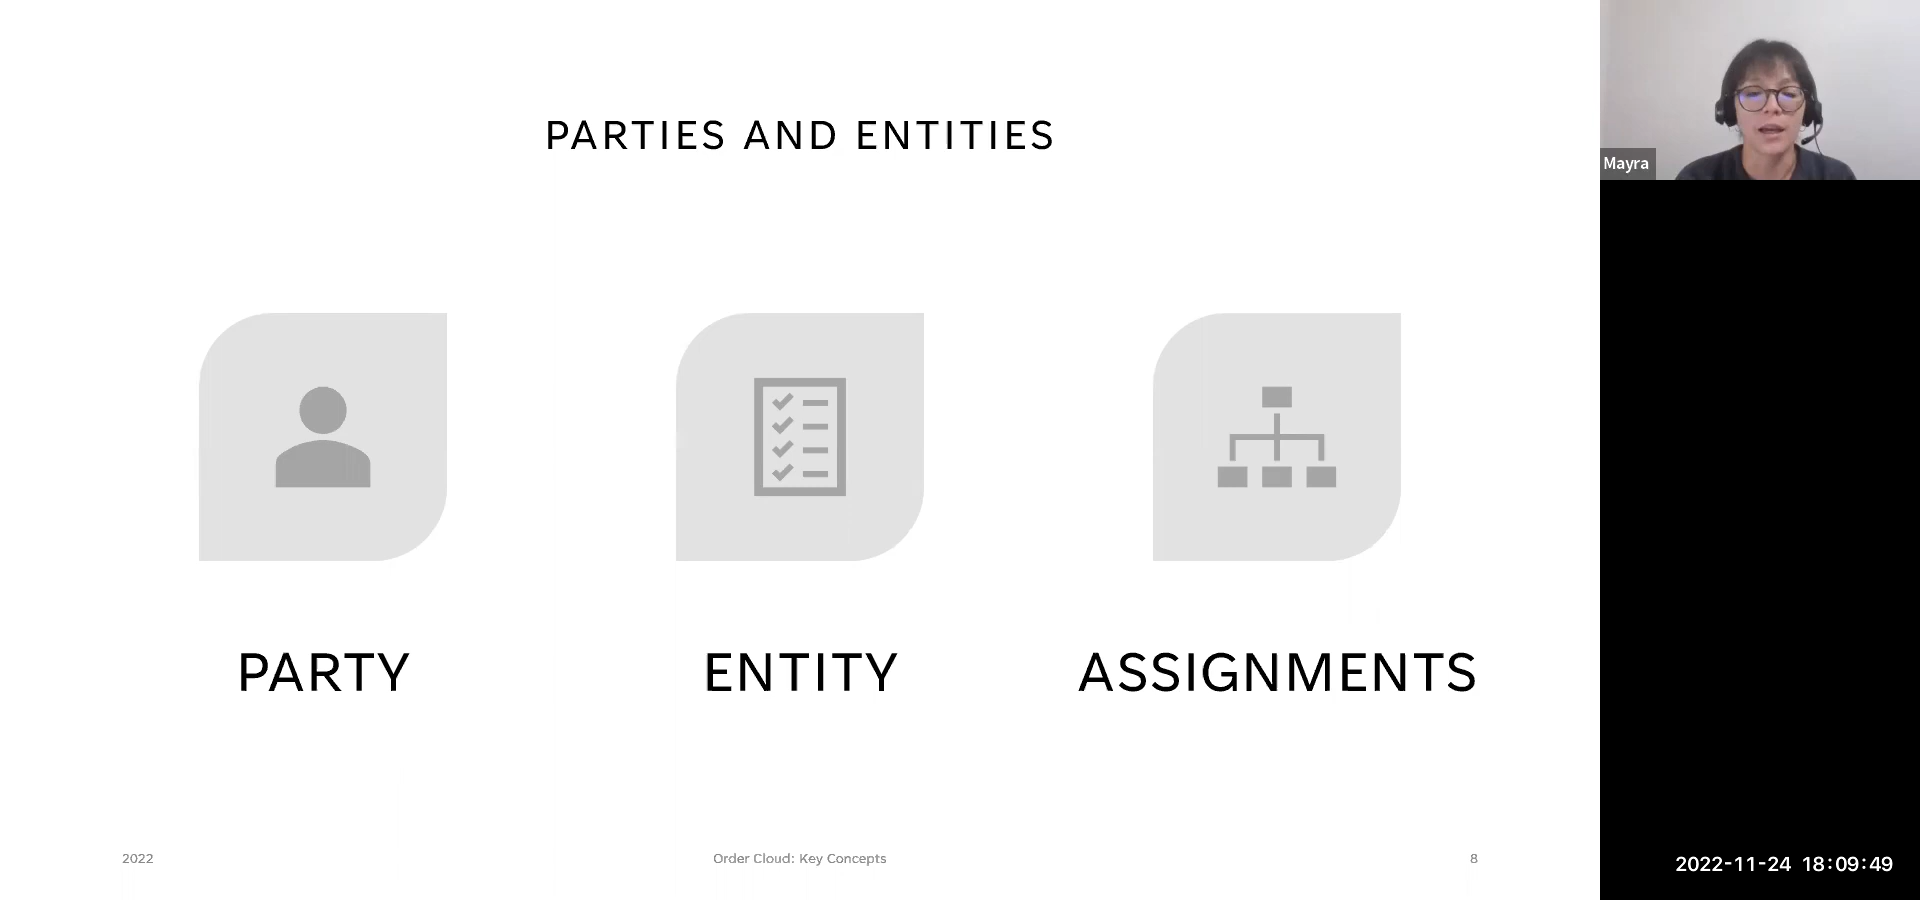 PARTIES AND ENTITIES
Mayra
PARTY
ENTITY
ASSIGNMENTS
2022
Order Cloud: Key Concepts
8
2022-11-24 18:09:49